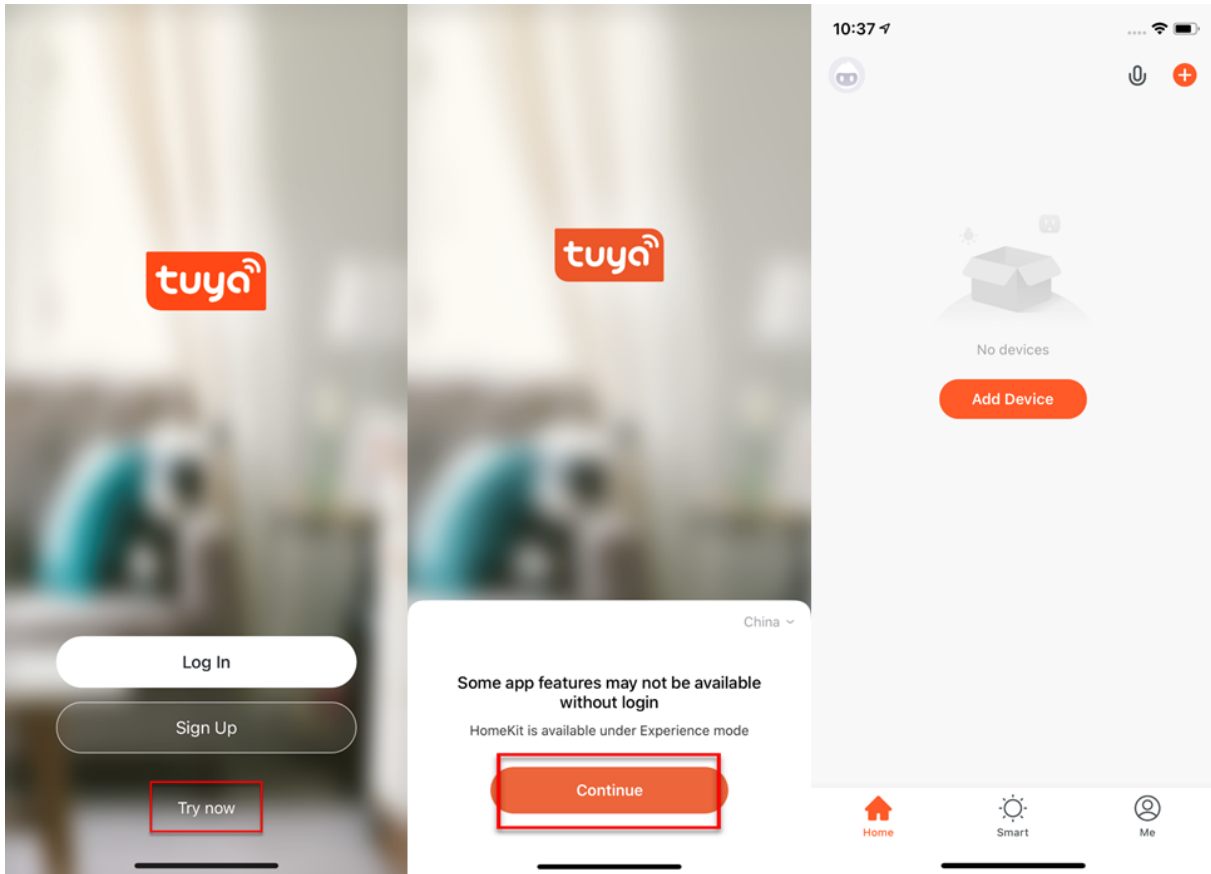 tuya
Log In
Sign Up
Try now
tuya
China
Some app features may not be available
without login
HomeKit is available under Experience mode
Continue
10:37
No devices
Add Device
Home
Smart
Me